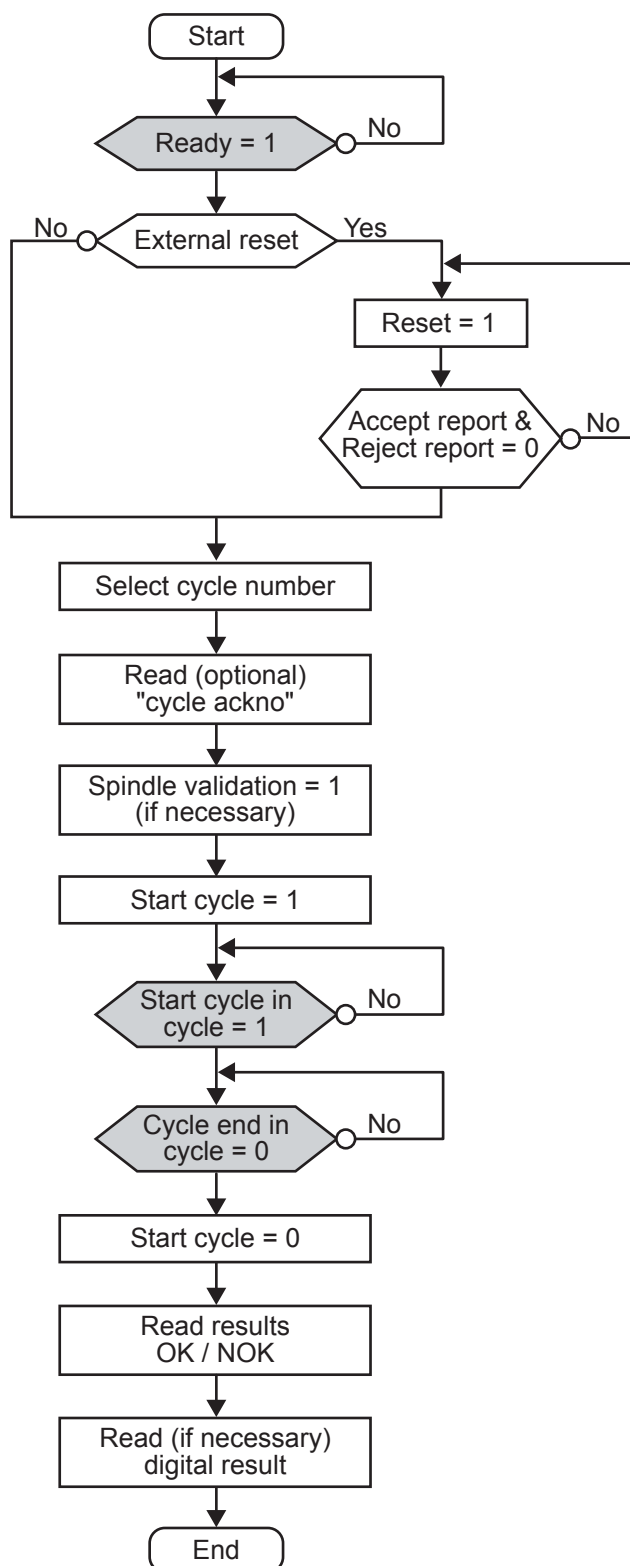 Start
Ready = 1
No
No
External reset
Yes
Reset = 1
Accept report &
Reject report = 0
No
Select cycle number
Read (optional)
"cycle ackno"
Spindle validation = 1
(if necessary)
Start cycle = 1
Start cycle in
cycle = 1
No
Cycle end in
cycle = 0
No
Start cycle = 0
Read results
OK / NOK
Read (if necessary)
digital result
End